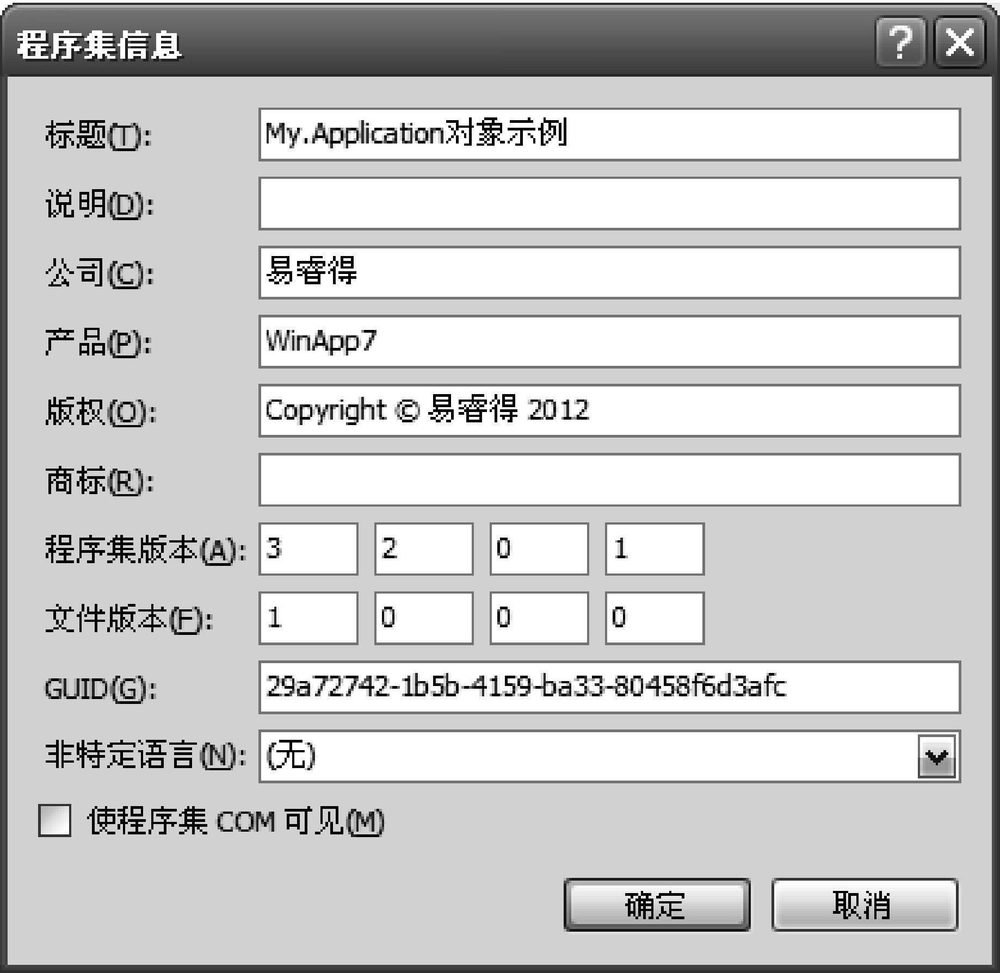 程序集信息
标题(T): My.Application对象示例
说明(D):
公司(C): 易睿得
产品(P): WinApp7
版权(O): Copyright © 易睿得 2012
商标(R):
程序集版本(A): 3 2 0 1
文件版本(F): 1 0 0 0
GUID(G): 29a72742-1b5b-4159-ba33-80458f6d3afc
非特定语言(N): (无)
使程序集 COM 可见(M)
确定 取消